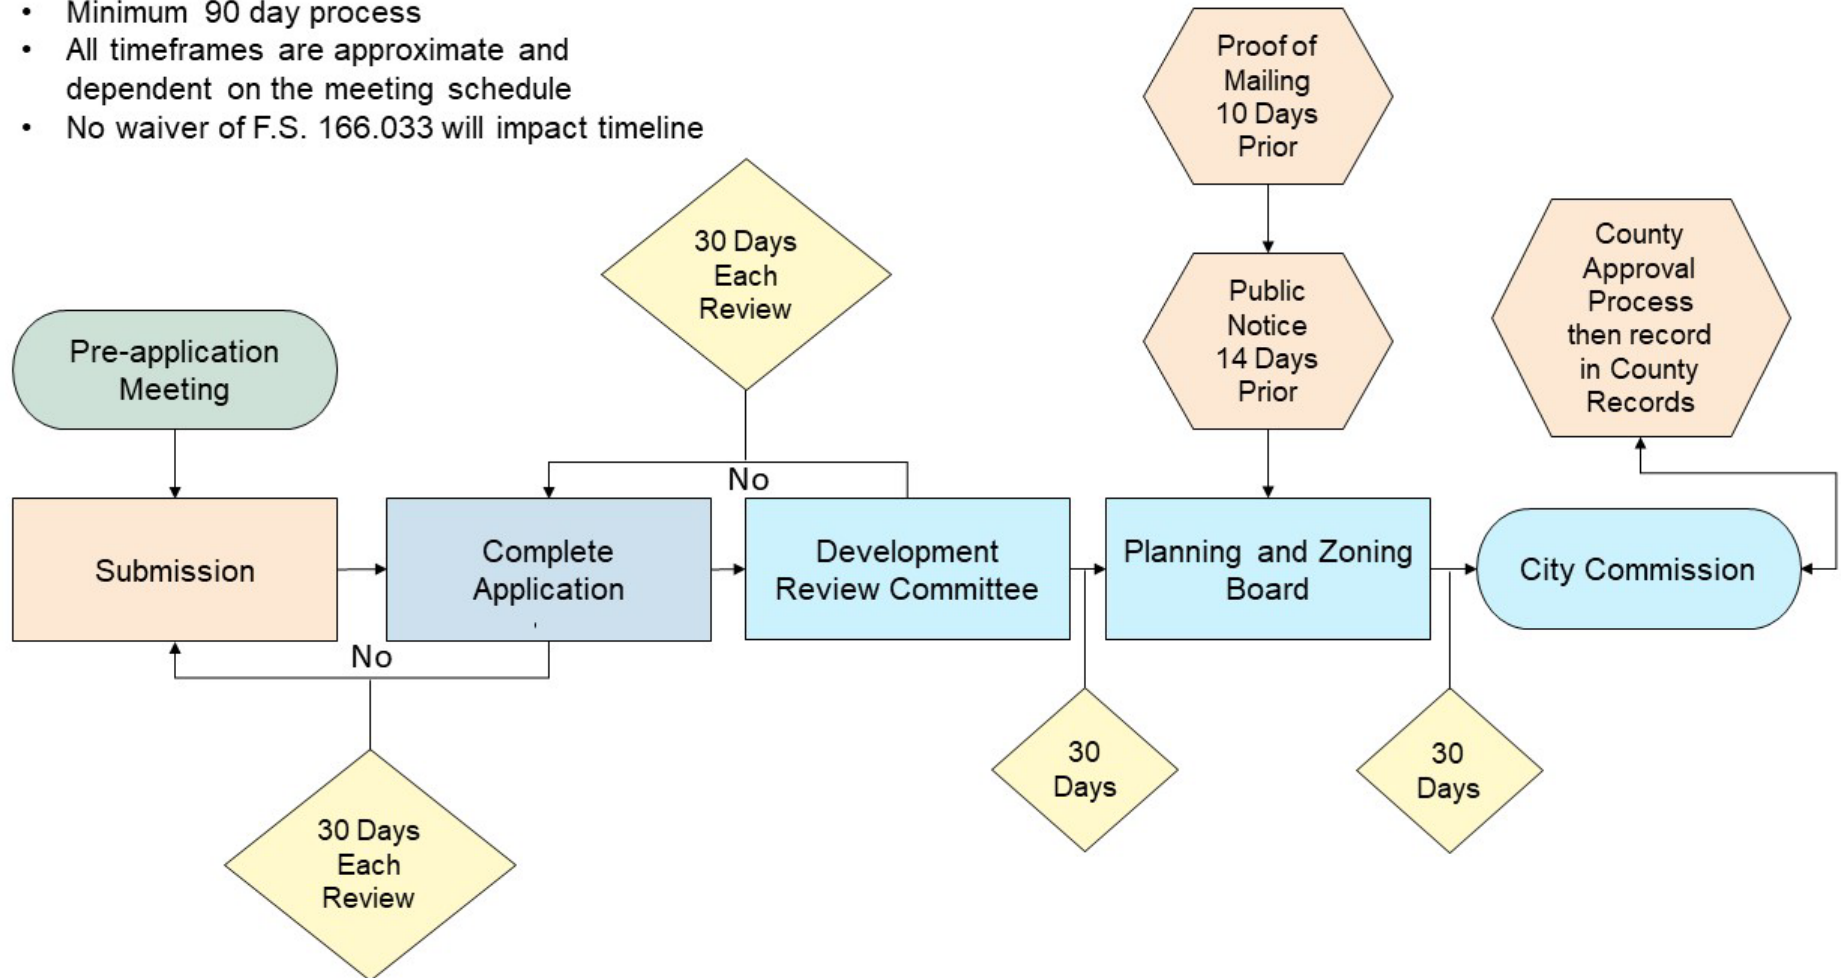 • Minimum 90 day process
• All timeframes are approximate and
dependent on the meeting schedule
• No waiver of F.S. 166.033 will impact timeline
Proof of
Mailing
10 Days
Prior
30 Days
Each
Review
Public
Notice
14 Days
Prior
County
Approval
Process
then record
in County
Records
Pre-application
Meeting
No
Submission
Complete
Application
Development
Review Committee
Planning and Zoning
Board
City Commission
No
30 Days
Each
Review
30
Days
30
Days